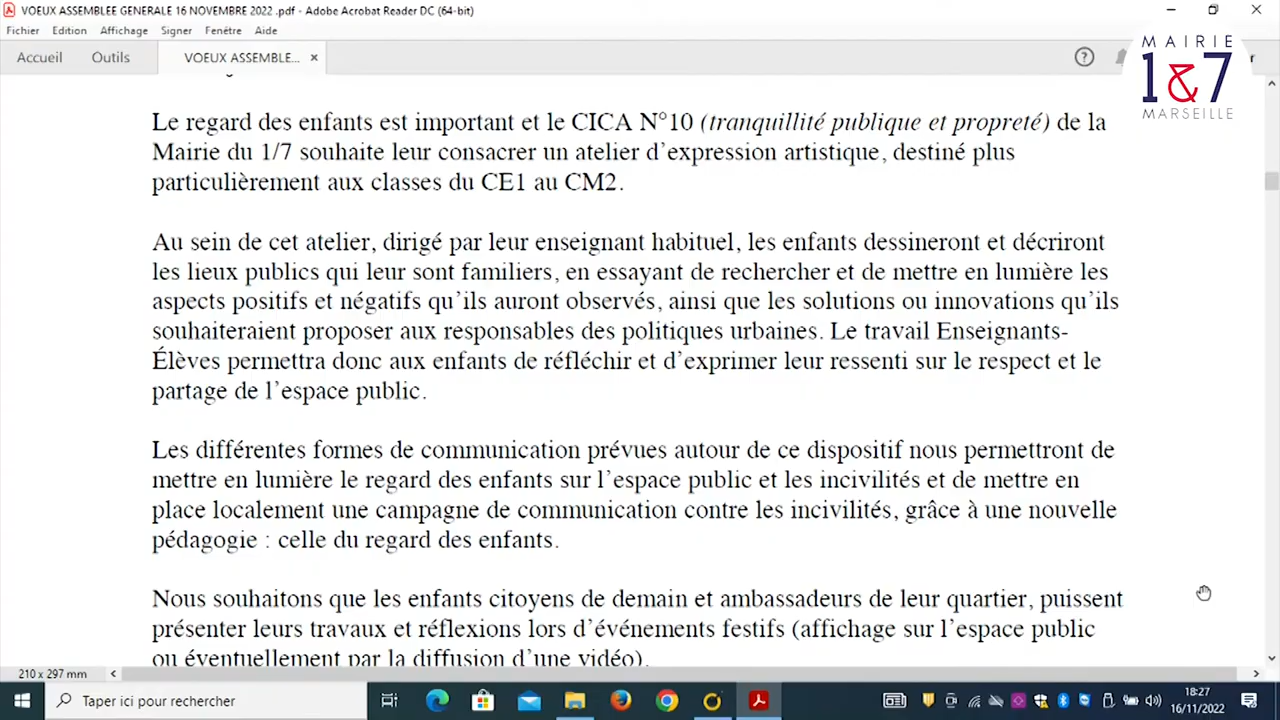 VOEUX ASSEMBLEE GENERALE 16 NOVEMBRE 2022 .pdf - Adobe Acrobat Reader DC (64-bit)
Fichier Edition Affichage Signer Fenêtre Aide
Accueil Outils VOEUX ASSEMBLE... ×
MAIRIE
1&7
MARSEILLE
Le regard des enfants est important et le CICA N°10 (tranquillité publique et propreté) de la
Mairie du 1/7 souhaite leur consacrer un atelier d’expression artistique, destiné plus
particulièrement aux classes du CE1 au CM2.
Au sein de cet atelier, dirigé par leur enseignant habituel, les enfants dessineront et décriront
les lieux publics qui leur sont familiers, en essayant de rechercher et de mettre en lumière les
aspects positifs et négatifs qu’ils auront observés, ainsi que les solutions ou innovations qu’ils
souhaiteraient proposer aux responsables des politiques urbaines. Le travail Enseignants-
Élèves permettra donc aux enfants de réfléchir et d’exprimer leur ressenti sur le respect et le
partage de l’espace public.
Les différentes formes de communication prévues autour de ce dispositif nous permettront de
mettre en lumière le regard des enfants sur l’espace public et les incivilités et de mettre en
place localement une campagne de communication contre les incivilités, grâce à une nouvelle
pédagogie : celle du regard des enfants.
Nous souhaitons que les enfants citoyens de demain et ambassadeurs de leur quartier, puissent
présenter leurs travaux et réflexions lors d’événements festifs (affichage sur l’espace public
ou éventuellement par la diffusion d’une vidéo).
210 x 297 mm
Taper ici pour rechercher
18:27
16/11/2022